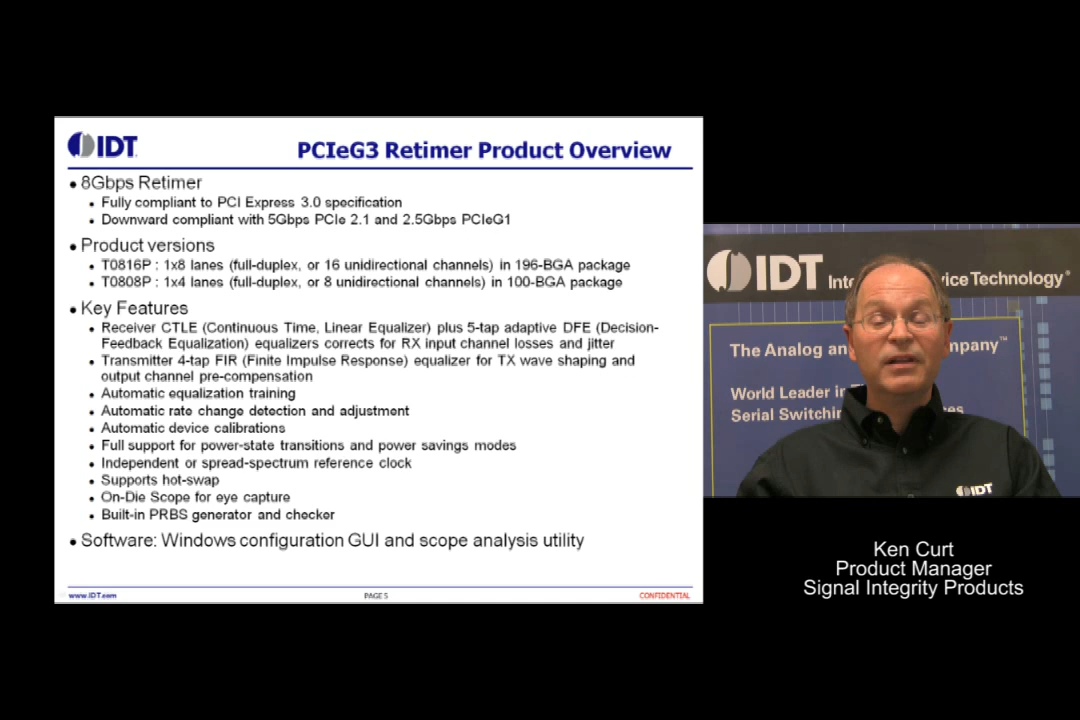 IDT
PCIeG3 Retimer Product Overview
• 8Gbps Retimer
• Fully compliant to PCI Express 3.0 specification
• Downward compliant with 5Gbps PCIe 2.1 and 2.5Gbps PCIeG1
• Product versions
• T0816P : 1x8 lanes (full-duplex, or 16 unidirectional channels) in 196-BGA package
• T0808P : 1x4 lanes (full-duplex, or 8 unidirectional channels) in 100-BGA package
• Key Features
• Receiver CTLE (Continuous Time, Linear Equalizer) plus 5-tap adaptive DFE (Decision-
Feedback Equalization) equalizers corrects for RX input channel losses and jitter
• Transmitter 4-tap FIR (Finite Impulse Response) equalizer for TX wave shaping and
output channel pre-compensation
• Automatic equalization training
• Automatic rate change detection and adjustment
• Automatic device calibrations
• Full support for power-state transitions and power savings modes
• Independent or spread-spectrum reference clock
• Supports hot-swap
• On-Die Scope for eye capture
• Built-in PRBS generator and checker
• Software: Windows configuration GUI and scope analysis utility
www.IDT.com
PAGE 5
CONFIDENTIAL
IDT Inte vice Technology®
The Analog an ompany™
World Leader in
Serial Switchin ces
IDT
Ken Curt
Product Manager
Signal Integrity Products